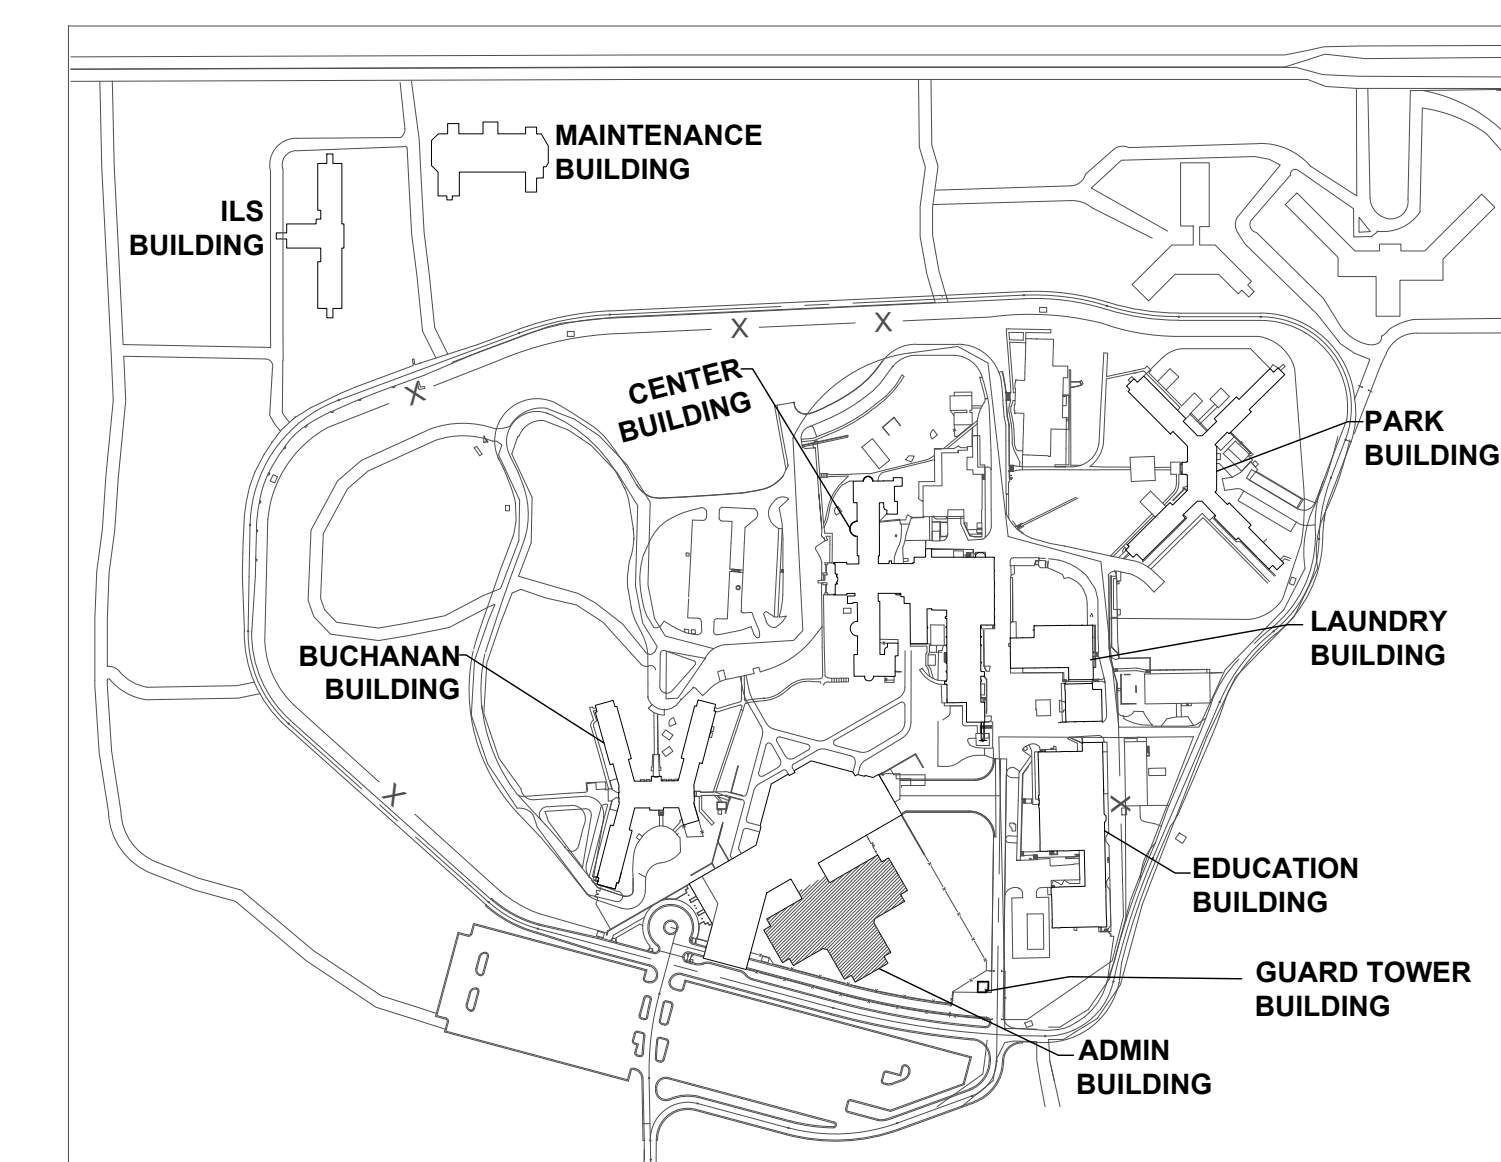 MAINTENANCE
BUILDING
ILS
BUILDING
X
X
X
CENTER
BUILDING
PARK
BUILDING
LAUNDRY
BUILDING
BUCHANAN
BUILDING
X
X
EDUCATION
BUILDING
GUARD TOWER
BUILDING
ADMIN
BUILDING